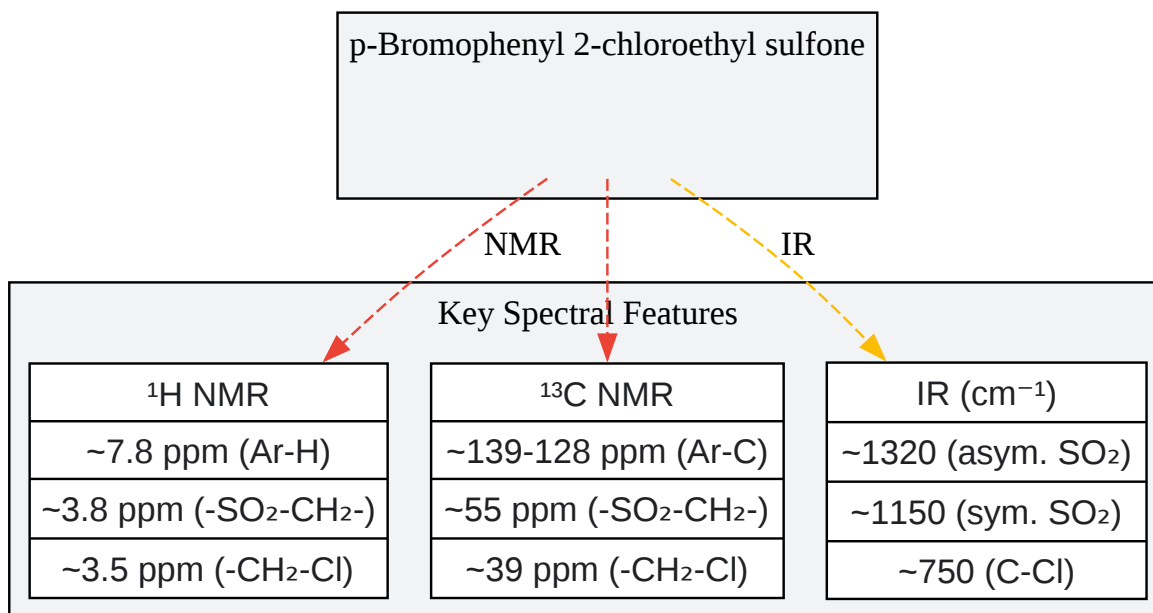 p-Bromophenyl 2-chloroethyl sulfone
NMR
IR
Key Spectral Features
¹H NMR
~7.8 ppm (Ar-H)
~3.8 ppm (-SO₂-CH₂-)
~3.5 ppm (-CH₂-Cl)
¹³C NMR
~139-128 ppm (Ar-C)
~55 ppm (-SO₂-CH₂-)
~39 ppm (-CH₂-Cl)
IR (cm⁻¹)
~1320 (asym. SO₂)
~1150 (sym. SO₂)
~750 (C-Cl)